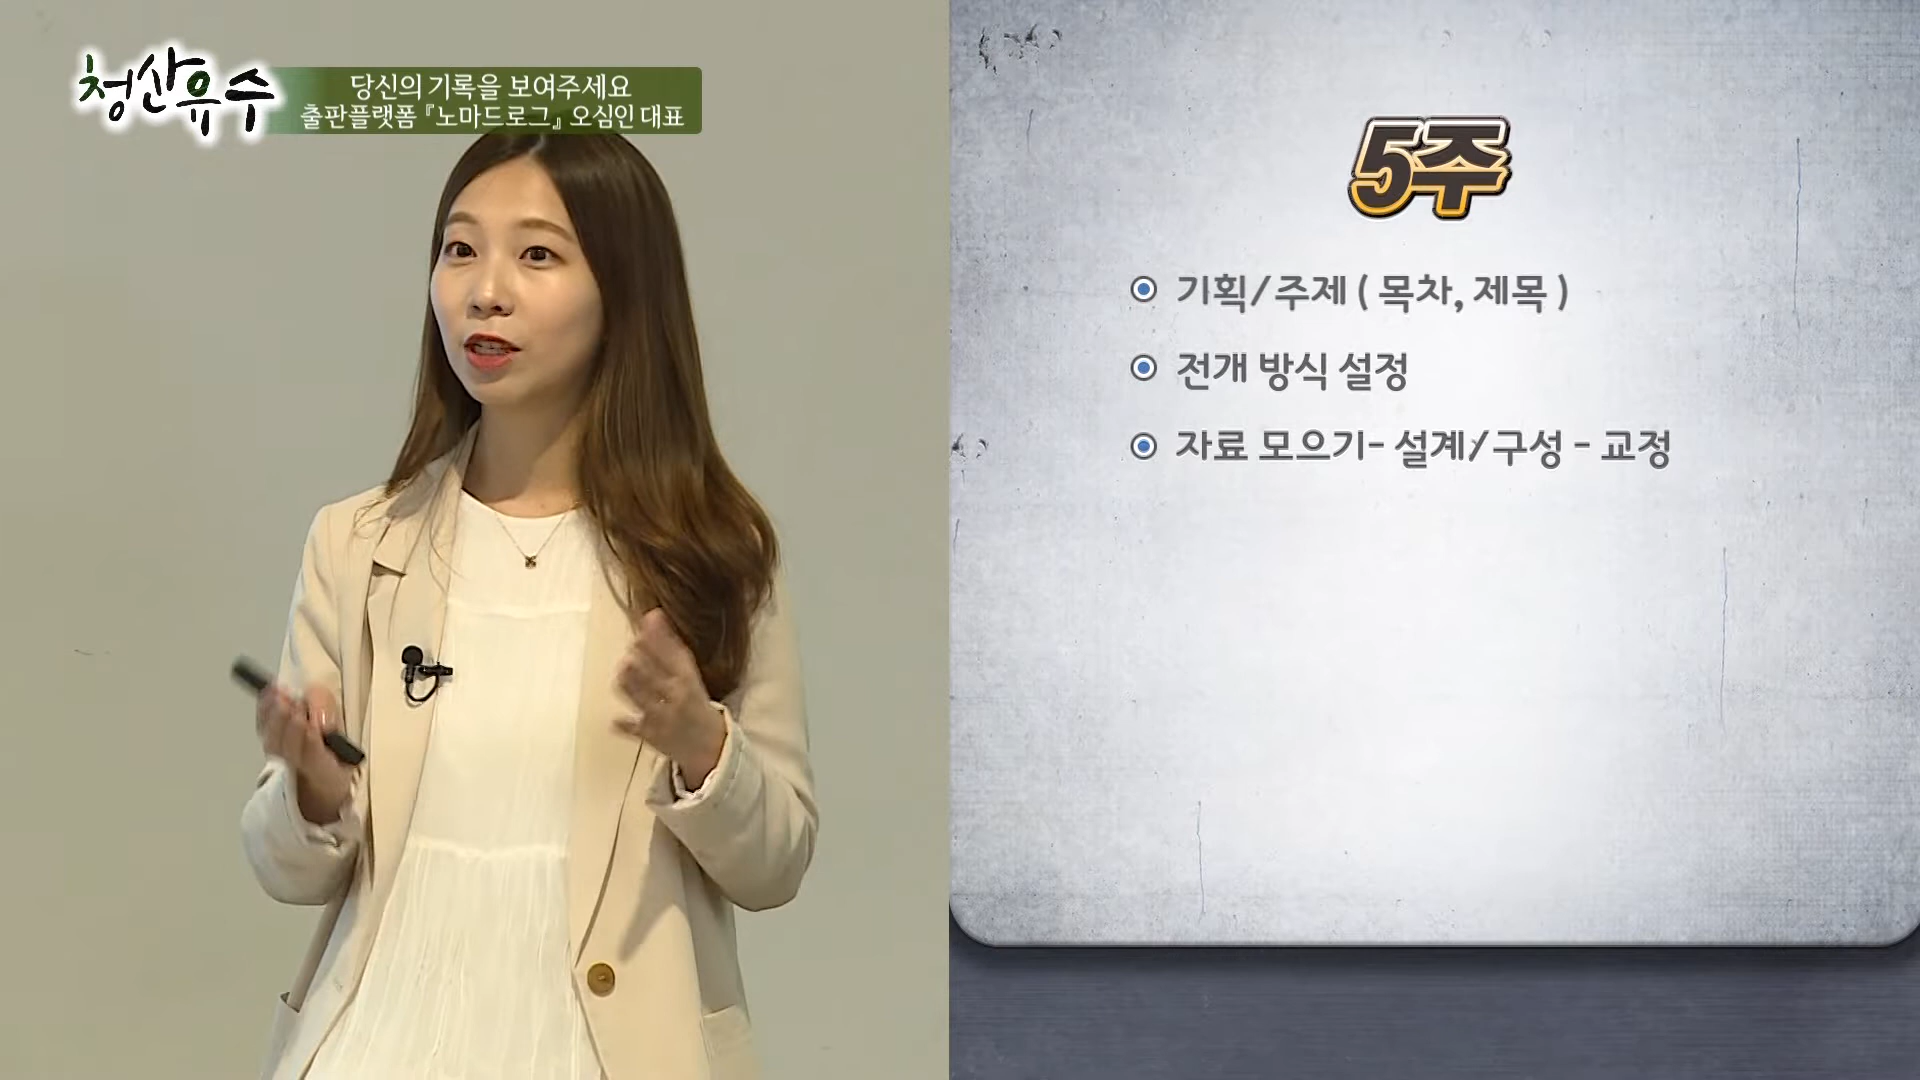 청산유수
당신의 기록을 보여주세요
출판플랫폼 『노마드로그』 오심인 대표
5주
기획/주제 ( 목차, 제목 )
전개 방식 설정
자료 모으기- 설계/구성 - 교정